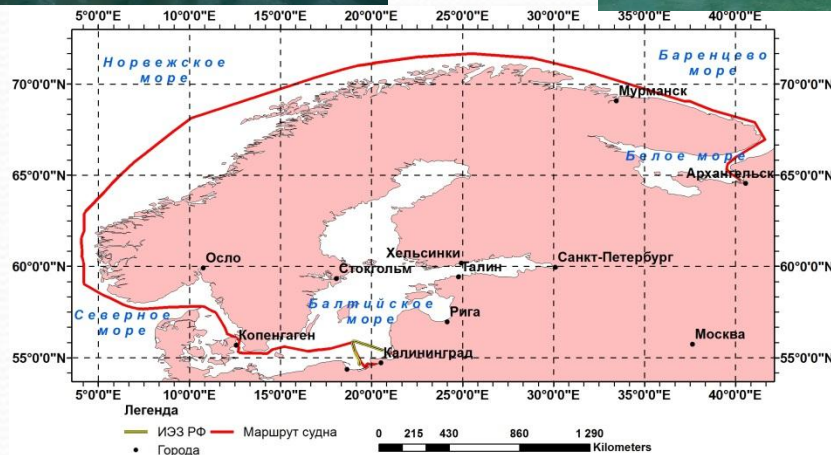 5°0'0"E 10°0'0"E 15°0'0"E 20°0'0"E 25°0'0"E 30°0'0"E 35°0'0"E 40°0'0"E
Норвежское
море
Баренцево
море
70°0'0"N
70°0'0"N
Мурманск
Белое море
65°0'0"N
Архангельск
65°0'0"N
Осло
Хельсинки
Санкт-Петербург
60°0'0"N
Стокгольм
Талин
60°0'0"N
Балтийское
море
Рига
Северное
море
Копенгаген
Москва
Калининград
55°0'0"N
55°0'0"N
5°0'0"E 10°0'0"E 15°0'0"E 20°0'0"E 25°0'0"E 30°0'0"E 35°0'0"E 40°0'0"E
Легенда
ИЭЗ РФ Маршрут судна
Города
0 215 430 860 1 290
Kilometers